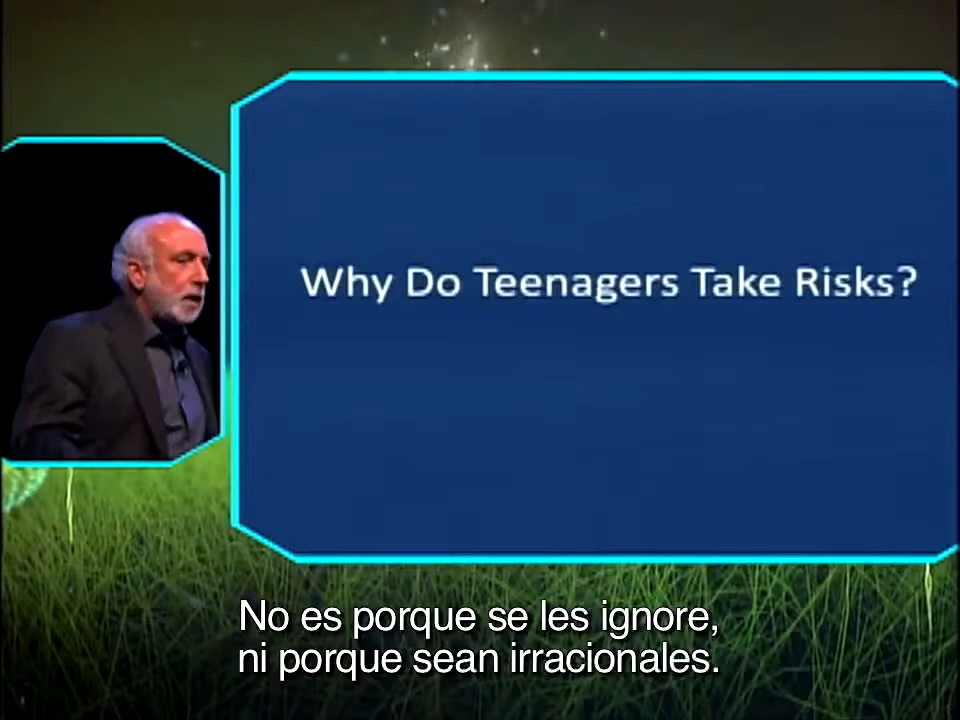 Why Do Teenagers Take Risks?
No es porque se les ignore,
ni porque sean irracionales.